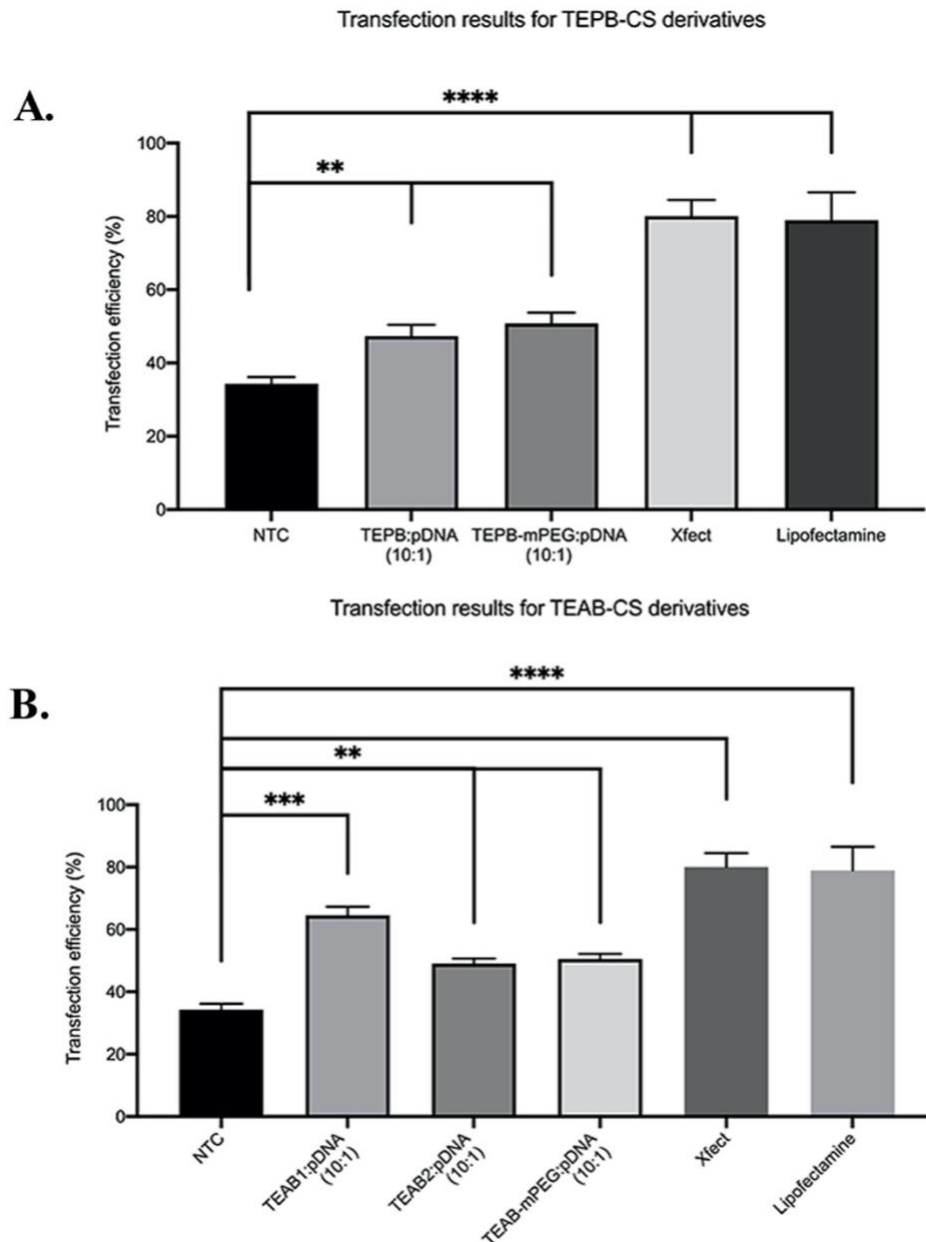 Transfection results for TEPB-CS derivatives
A.
****
**
Transfection efficiency (%)
100
80
60
40
20
0
NTC
TEPB:pDNA
(10:1)
TEPB-mPEG:pDNA
(10:1)
Xfect
Lipofectamine
Transfection results for TEAB-CS derivatives
B.
****
**
***
Transfection efficiency (%)
100
80
60
40
20
0
NTC
TEAB1:pDNA
(10:1)
TEAB2:pDNA
(10:1)
TEAB-mPEG:pDNA
(10:1)
Xfect
Lipofectamine